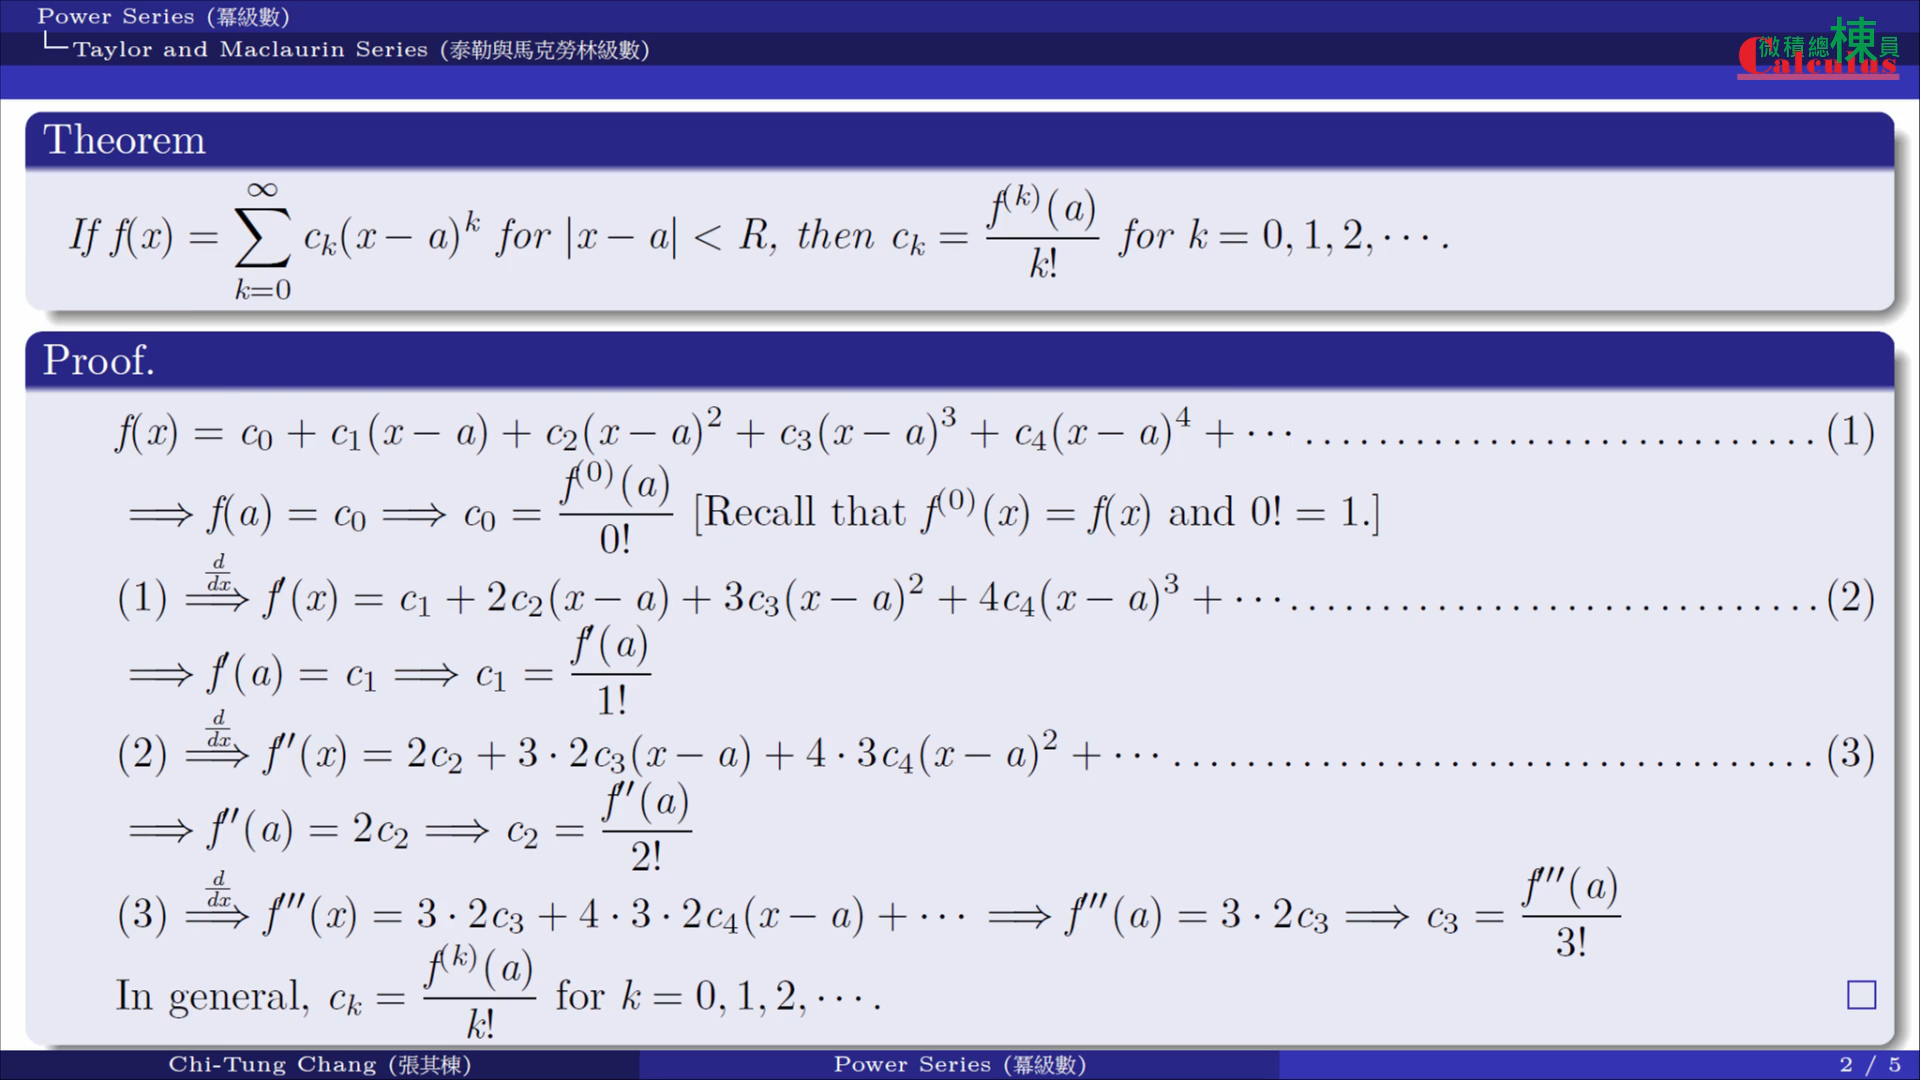 Power Series (冪級數)
Taylor and Maclaurin Series (泰勒與馬克勞林級數)
微積總棟員
Calculus
Theorem
If f(x) = ∑_{k=0}^{∞} c_k(x − a)^k for |x − a| < R, then c_k = f^{(k)}(a)/k! for k = 0, 1, 2, ⋯ .
Proof.
f(x) = c_0 + c_1(x − a) + c_2(x − a)^2 + c_3(x − a)^3 + c_4(x − a)^4 + ⋯ .................................(1)
⟹ f(a) = c_0 ⟹ c_0 = f^{(0)}(a)/0! [Recall that f^{(0)}(x) = f(x) and 0! = 1.]
(1) ⟹^{d/dx} f′(x) = c_1 + 2c_2(x − a) + 3c_3(x − a)^2 + 4c_4(x − a)^3 + ⋯ .................................(2)
⟹ f′(a) = c_1 ⟹ c_1 = f′(a)/1!
(2) ⟹^{d/dx} f″(x) = 2c_2 + 3 · 2c_3(x − a) + 4 · 3c_4(x − a)^2 + ⋯ .................................(3)
⟹ f″(a) = 2c_2 ⟹ c_2 = f″(a)/2!
(3) ⟹^{d/dx} f‴(x) = 3 · 2c_3 + 4 · 3 · 2c_4(x − a) + ⋯ ⟹ f‴(a) = 3 · 2c_3 ⟹ c_3 = f‴(a)/3!
In general, c_k = f^{(k)}(a)/k! for k = 0, 1, 2, ⋯ . □
Chi-Tung Chang (張其棟)
Power Series (冪級數)
2 / 5